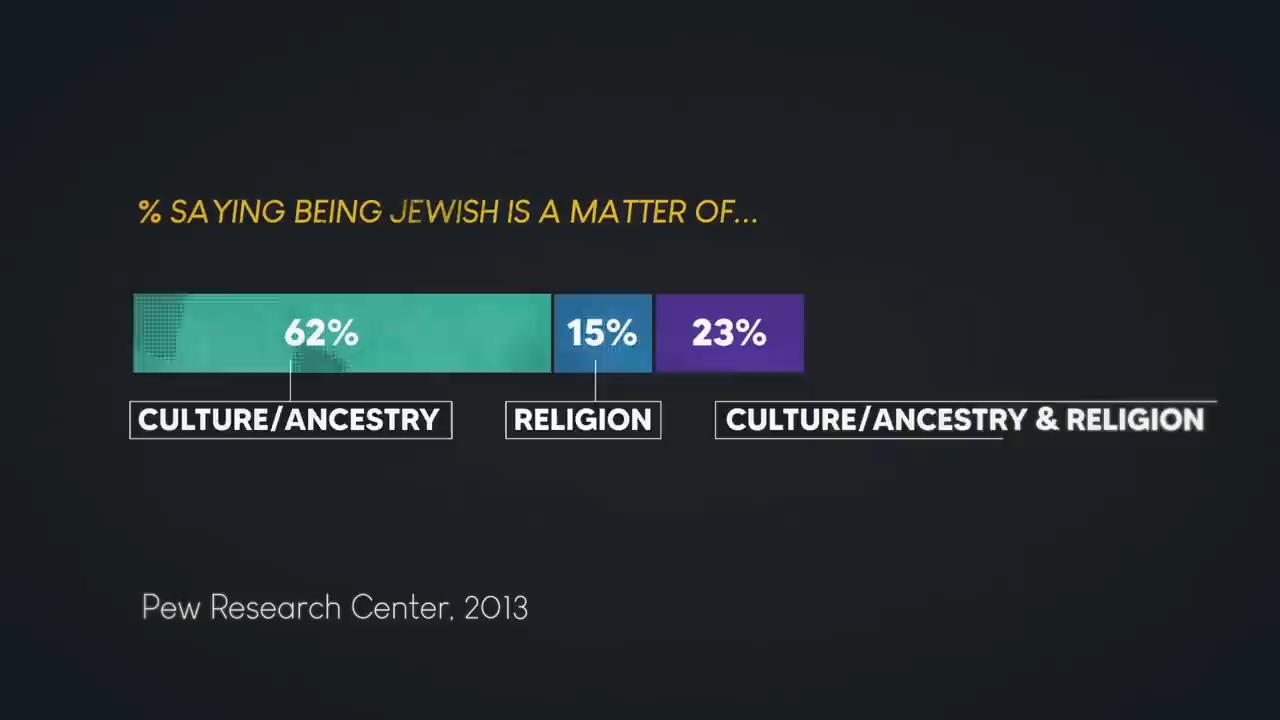 % SAYING BEING JEWISH IS A MATTER OF...
62% 15% 23%
CULTURE/ANCESTRY RELIGION CULTURE/ANCESTRY & RELIGION
Pew Research Center, 2013